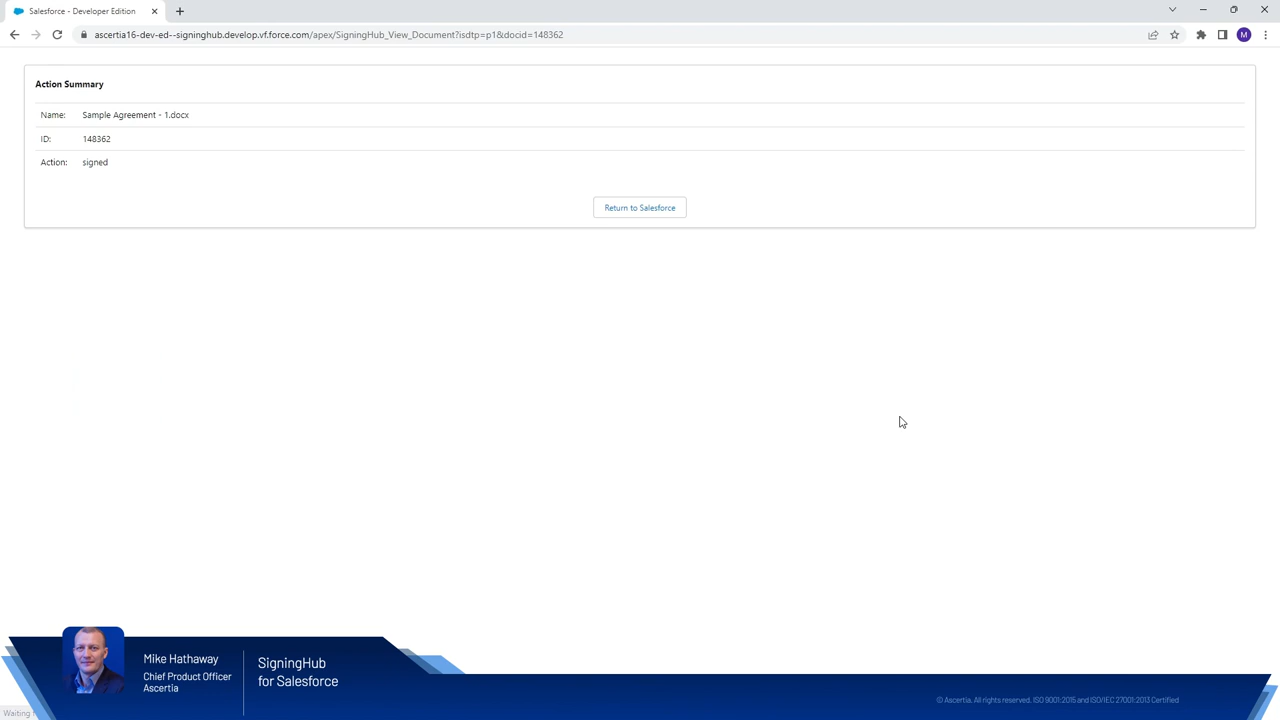 Salesforce - Developer Edition
ascertia16-dev-ed--signinghub.develop.vf.force.com/apex/SigningHub_View_Document?isdtp=p1&docid=148362
M
Action Summary
Name: Sample Agreement - 1.docx
ID: 148362
Action: signed
Return to Salesforce
Mike Hathaway
Chief Product Officer
Ascertia
SigningHub
for Salesforce
© Ascertia. All rights reserved. ISO 9001:2015 and ISO/IEC 27001:2013 Certified
Waiting